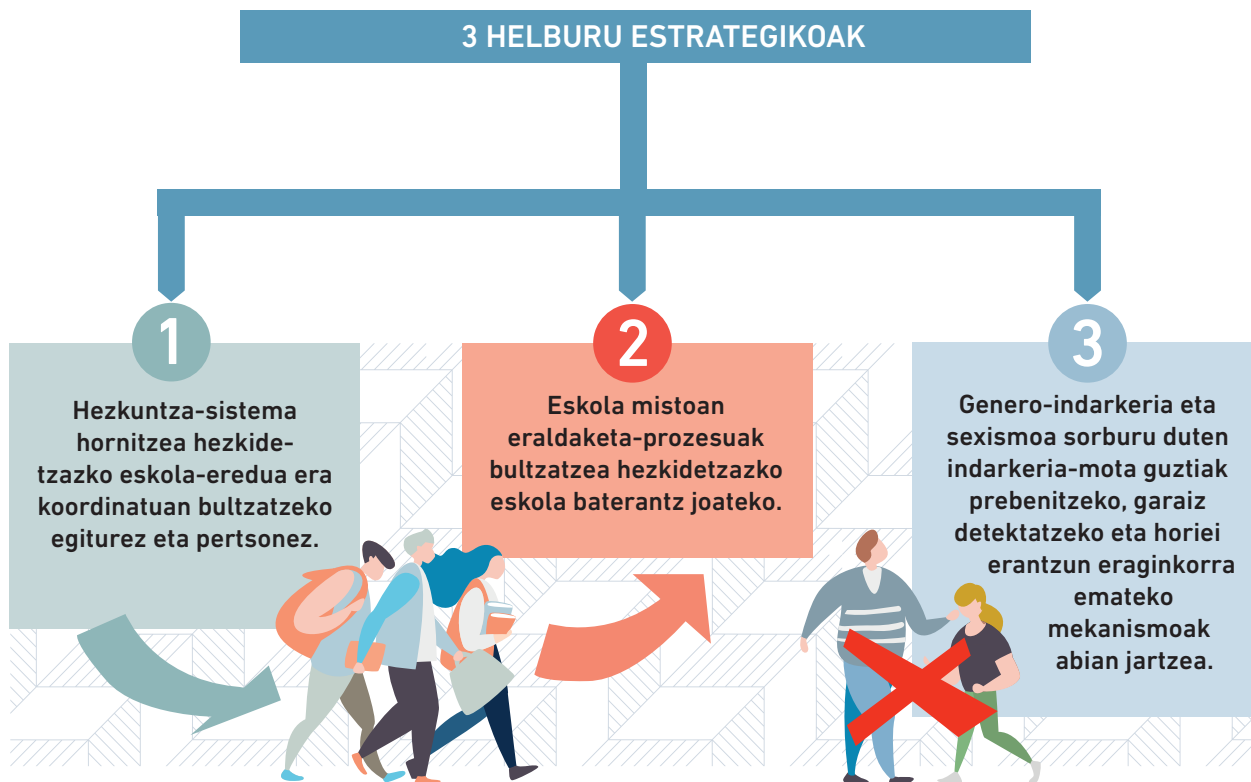 3 HELBURU ESTRATEGIKOAK
1
Hezkuntza-sistema
hornitzea hezkide-
tzazko eskola-eredua era
koordinatuan bultzatzeko
egiturez eta pertsonez.
2
Eskola mistoan
eraldaketa-prozesuak
bultzatzea hezkidetzazko
eskola baterantz joateko.
3
Genero-indarkeria eta
sexismoa sorburu duten
indarkeria-mota guztiak
prebenitzeko, garaiz
detektatzeko eta horiei
erantzun eraginkorra
emateko
mekanismoak
abian jartzea.